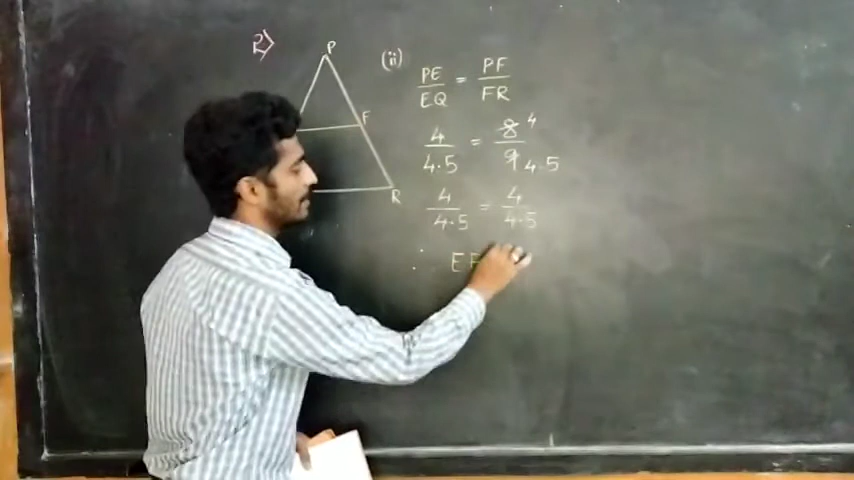 2) P (ii) PE/EQ = PF/FR
F 4/4.5 = 8/9 4 4.5
R 4/4.5 = 4/4.5
∴ EF